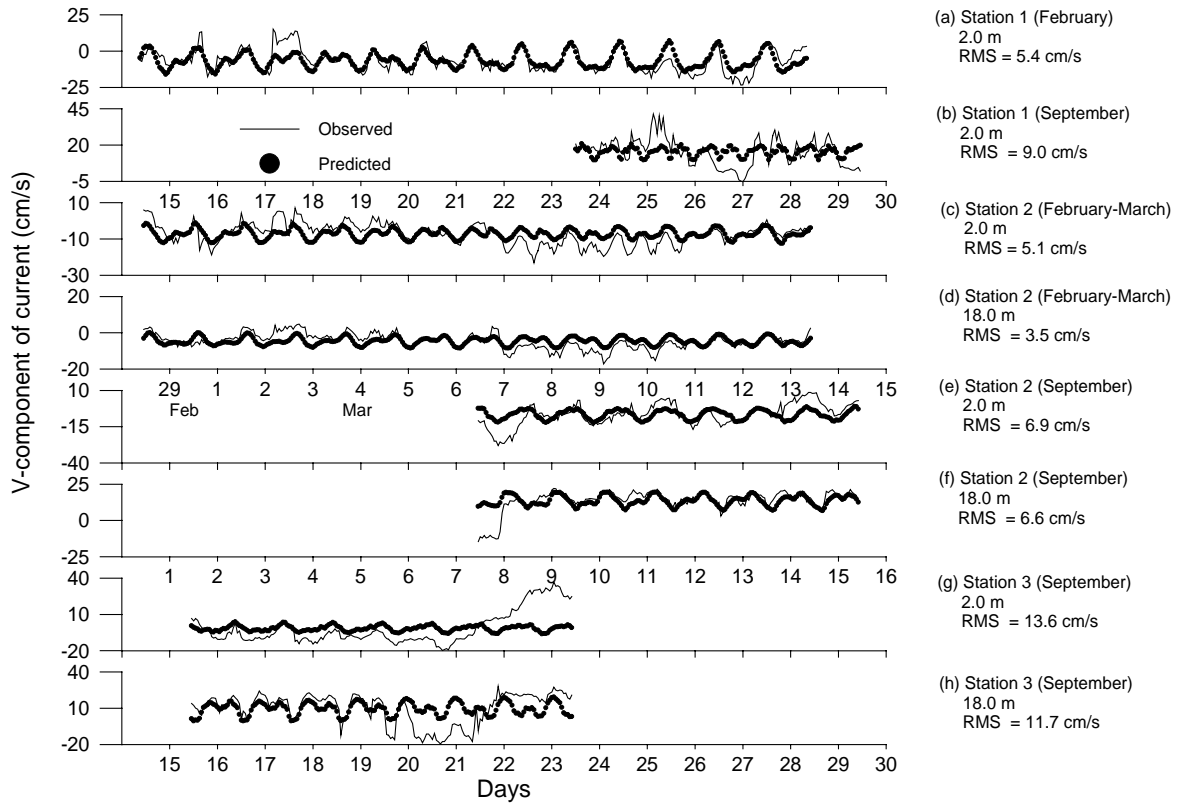 V-component of current (cm/s)
25
0
-25
(a) Station 1 (February)
2.0 m
RMS = 5.4 cm/s
45
20
-5
Observed
Predicted
(b) Station 1 (September)
2.0 m
RMS = 9.0 cm/s
15 16 17 18 19 20 21 22 23 24 25 26 27 28 29 30
10
-10
-30
(c) Station 2 (February-March)
2.0 m
RMS = 5.1 cm/s
20
0
-20
(d) Station 2 (February-March)
18.0 m
RMS = 3.5 cm/s
29 1 2 3 4 5 6 7 8 9 10 11 12 13 14 15
Feb Mar
10
-15
-40
(e) Station 2 (September)
2.0 m
RMS = 6.9 cm/s
25
0
-25
(f) Station 2 (September)
18.0 m
RMS = 6.6 cm/s
1 2 3 4 5 6 7 8 9 10 11 12 13 14 15 16
40
10
-20
(g) Station 3 (September)
2.0 m
RMS = 13.6 cm/s
40
10
-20
(h) Station 3 (September)
18.0 m
RMS = 11.7 cm/s
15 16 17 18 19 20 21 22 23 24 25 26 27 28 29 30
Days